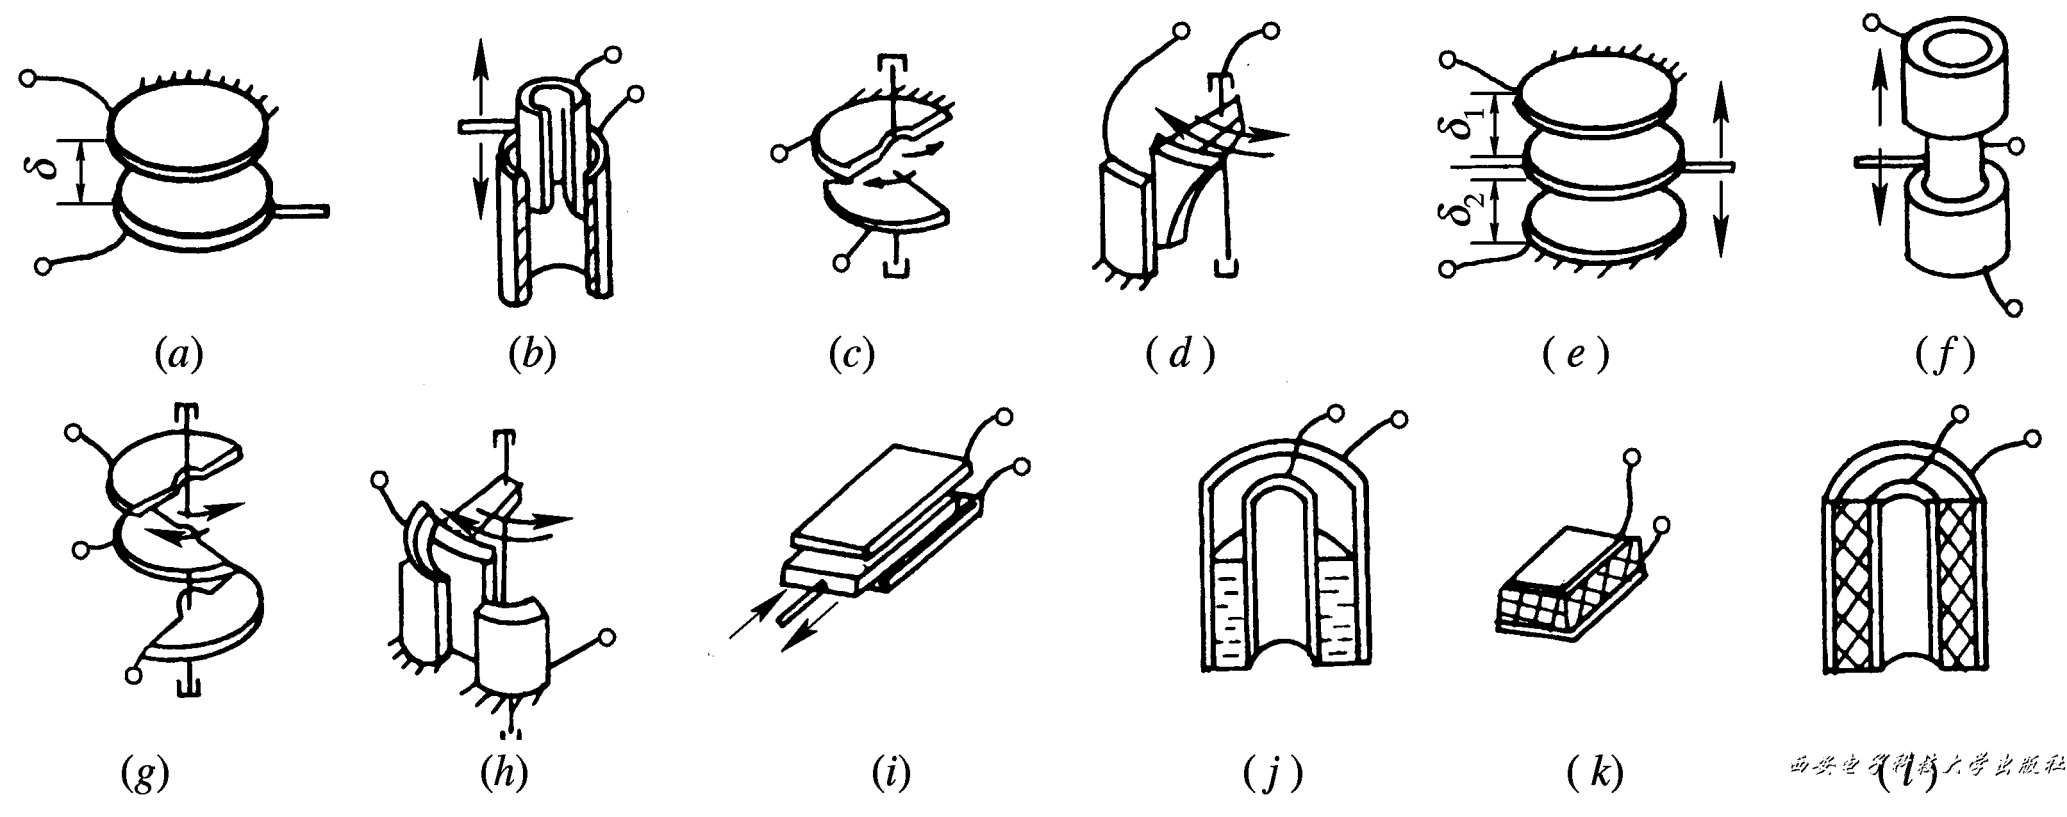 δ
δ1
δ2
(a) (b) (c) (d) (e) (f)
(g) (h) (i) (j) (k) (l)
西安电子科技大学出版社